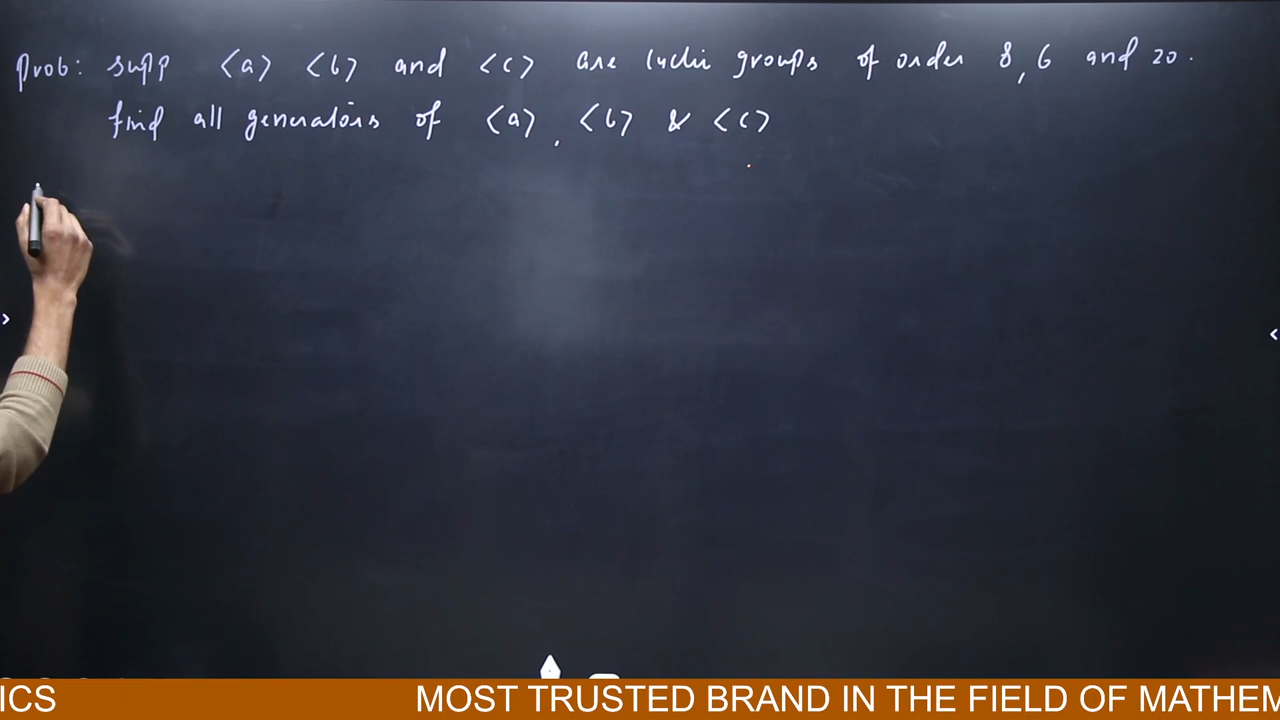 prob: supp <a> <b> and <c> are cyclic groups of order 8, 6 and 20.
find all generators of <a>, <b> & <c>
ICS MOST TRUSTED BRAND IN THE FIELD OF MATHEM